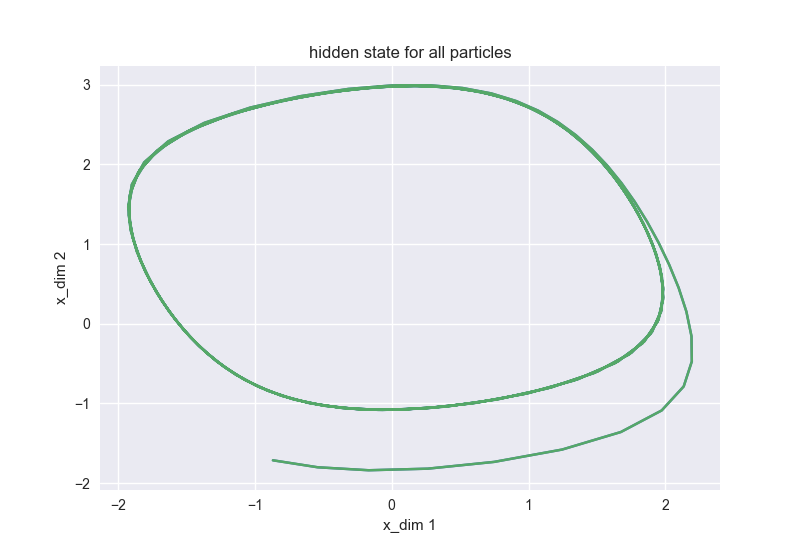 hidden state for all particles
3
2
1
0
−1
−2
x_dim 2
−2 −1 0 1 2
x_dim 1